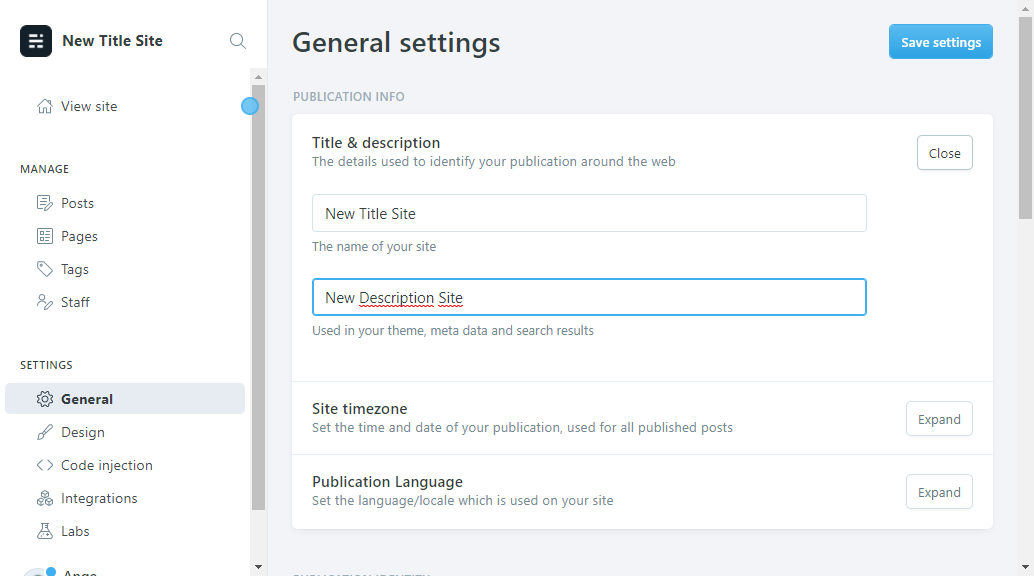 New Title Site
View site
MANAGE
Posts
Pages
Tags
Staff
SETTINGS
General
Design
Code injection
Integrations
Labs
Ange
General settings
Save settings
PUBLICATION INFO
Title & description
The details used to identify your publication around the web
Close
New Title Site
The name of your site
New Description Site
Used in your theme, meta data and search results
Site timezone
Set the time and date of your publication, used for all published posts
Expand
Publication Language
Set the language/locale which is used on your site
Expand
PUBLICATION IDENTITY